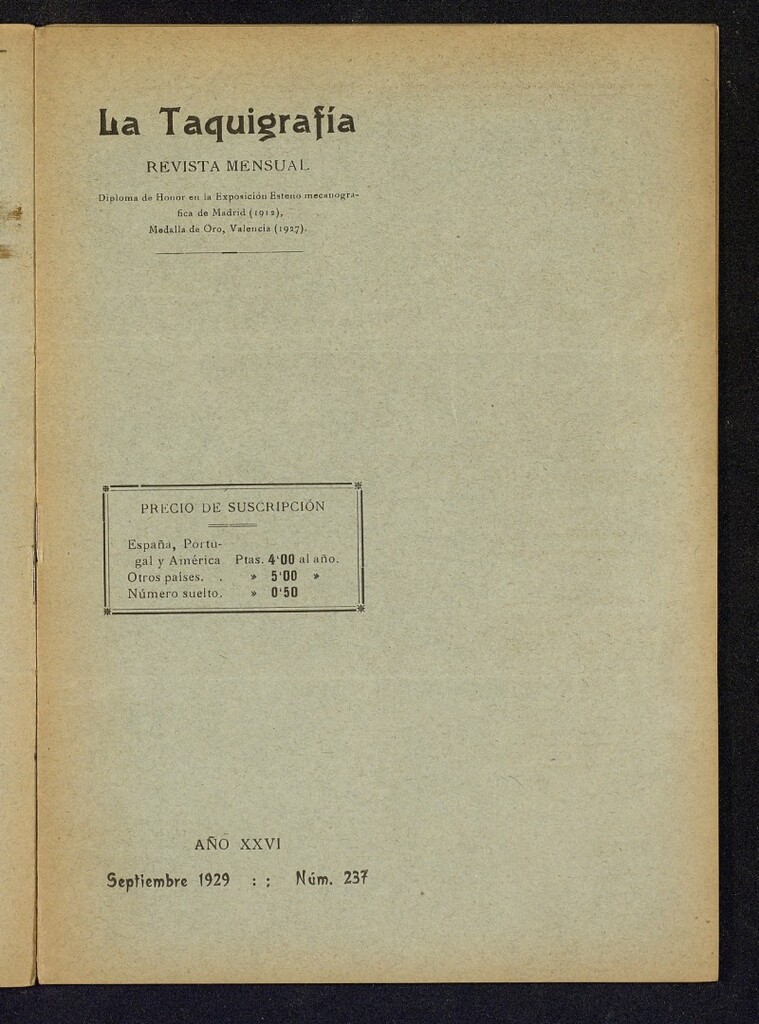 La Taquigrafía
REVISTA MENSUAL
Diploma de Honor en la Exposición Esteno mecanogra-
fica de Madrid (1912),
Medalla de Oro, Valencia (1927).
PRECIO DE SUSCRIPCIÓN
España, Portu-
gal y América Ptas. 4'00 al año.
Otros países. . » 5'00 »
Número suelto. » 0'50
AÑO XXVI
Septiembre 1929 : ; Núm. 237